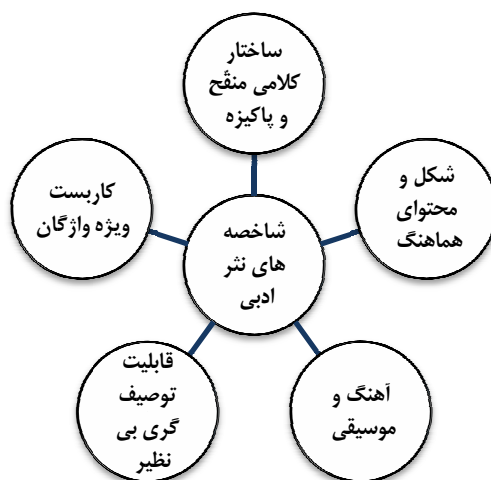 ساختار
کلامی منقّح
و پاکیزه
شکل و
محتوای
هماهنگ
کاربست
ویژه واژگان
شاخصه
های نثر
ادبی
آهنگ و
موسیقی
قابلیت
توصیف
گری بی
نظیر